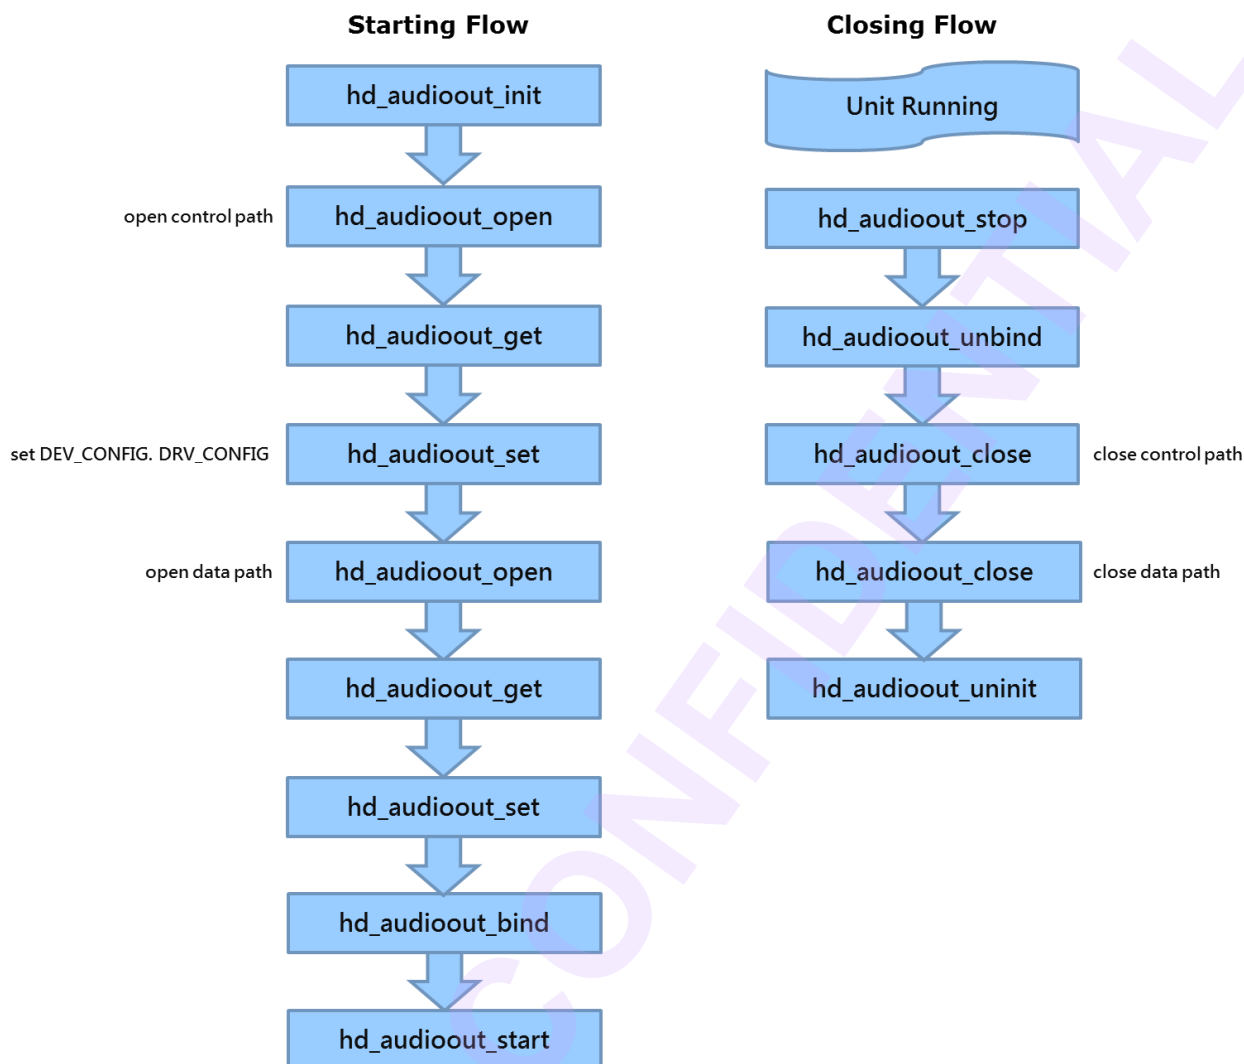 Starting Flow
hd_audioout_init
open control path
hd_audioout_open
hd_audioout_get
set DEV_CONFIG. DRV_CONFIG
hd_audioout_set
open data path
hd_audioout_open
hd_audioout_get
hd_audioout_set
hd_audioout_bind
hd_audioout_start
Closing Flow
Unit Running
hd_audioout_stop
hd_audioout_unbind
hd_audioout_close
close control path
hd_audioout_close
close data path
hd_audioout_uninit
CONFIDENTIAL